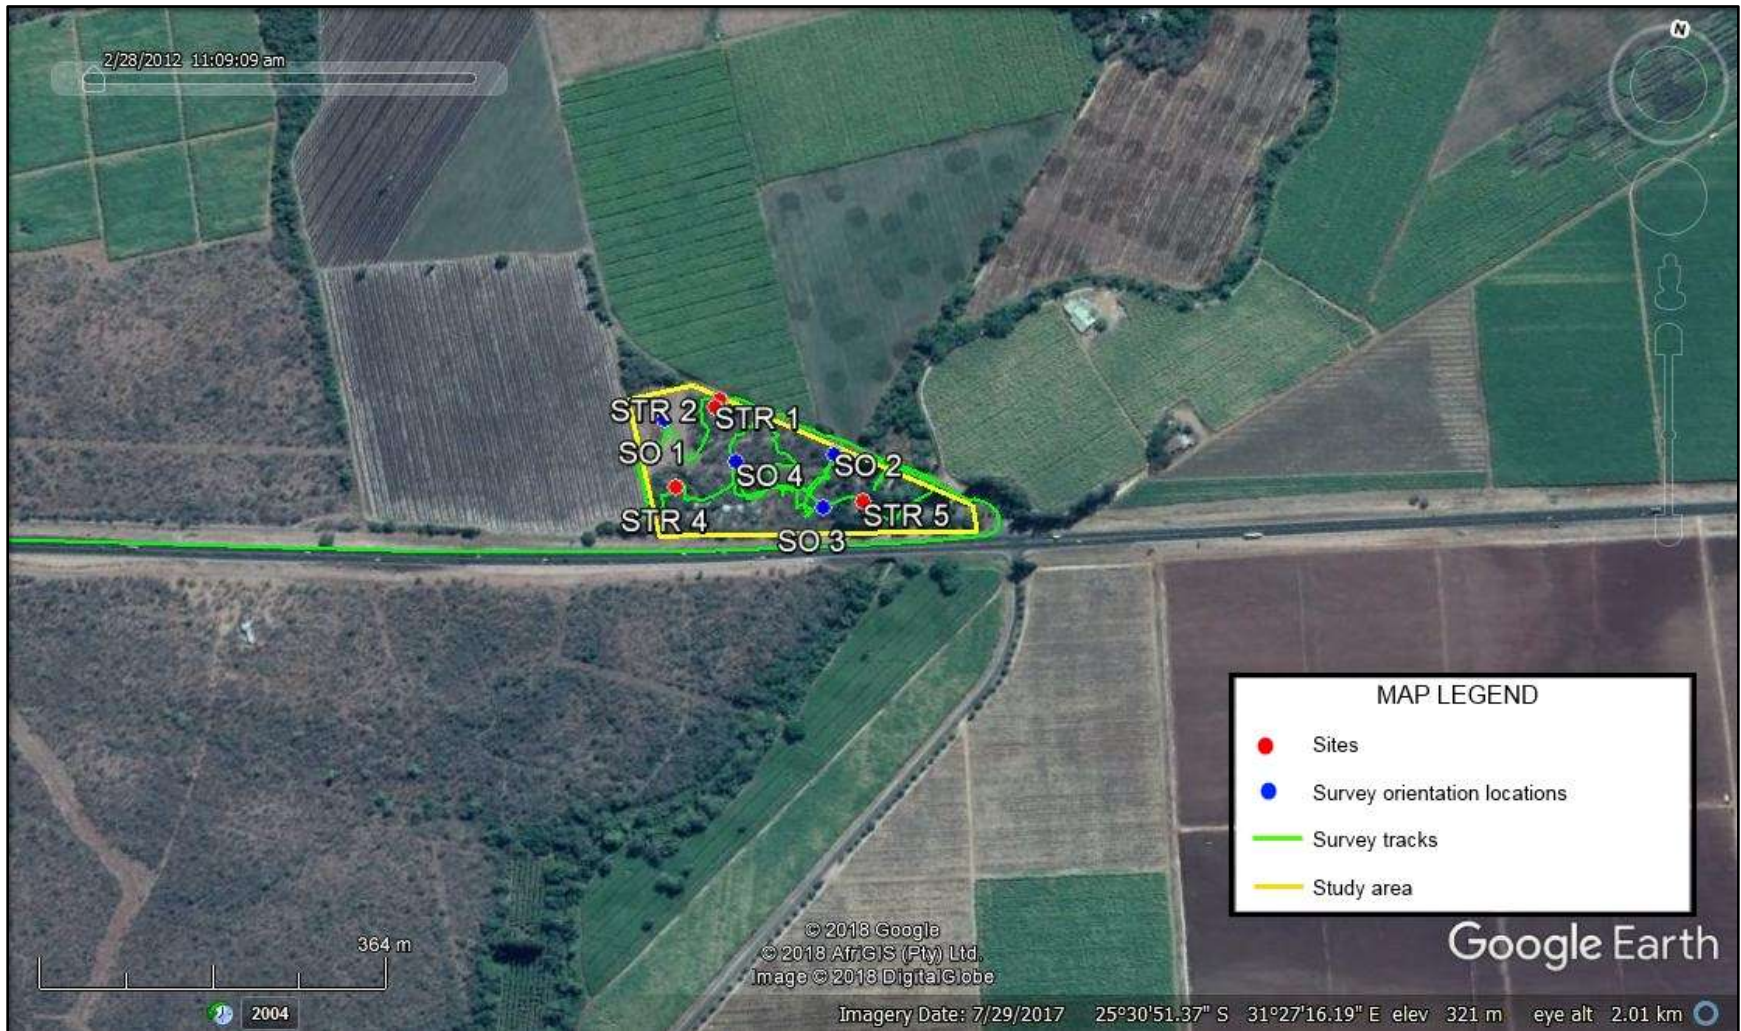 N
2/28/2012 11:09:09 am
STR 2
STR 1
SO 1
SO 2
SO 4
STR 4
STR 5
SO 3
MAP LEGEND
Sites
Survey orientation locations
Survey tracks
Study area
364 m
© 2018 Google
© 2018 AfriGIS (Pty) Ltd.
Image © 2018 DigitalGlobe
Google Earth
2004
Imagery Date: 7/29/2017 25°30'51.37" S 31°27'16.19" E elev 321 m eye alt 2.01 km